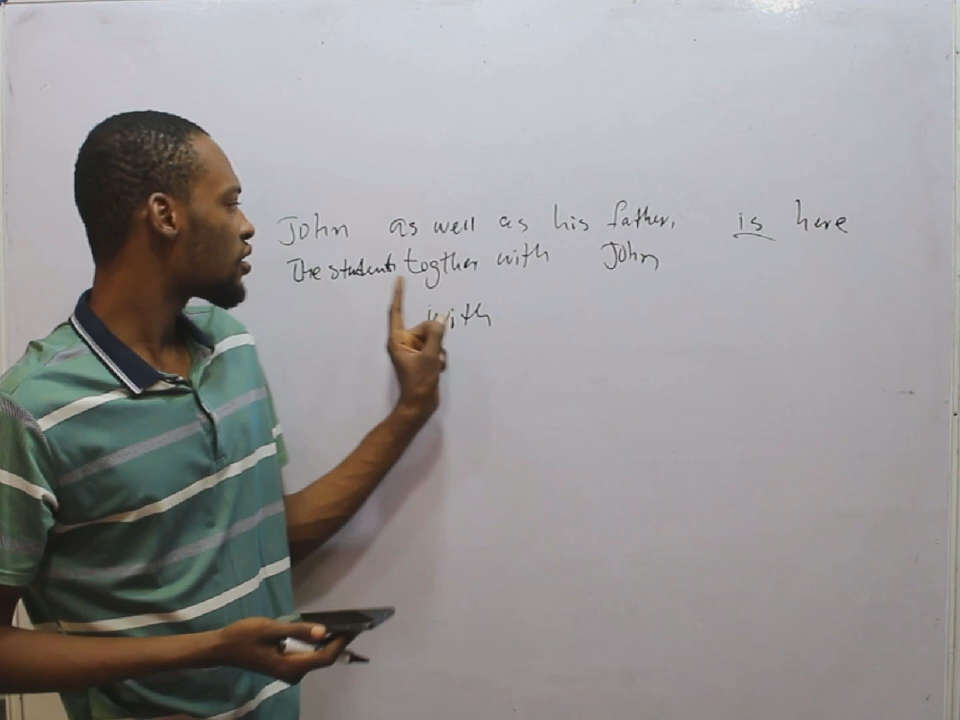 John as well as his father, is here
The students togther with John
with